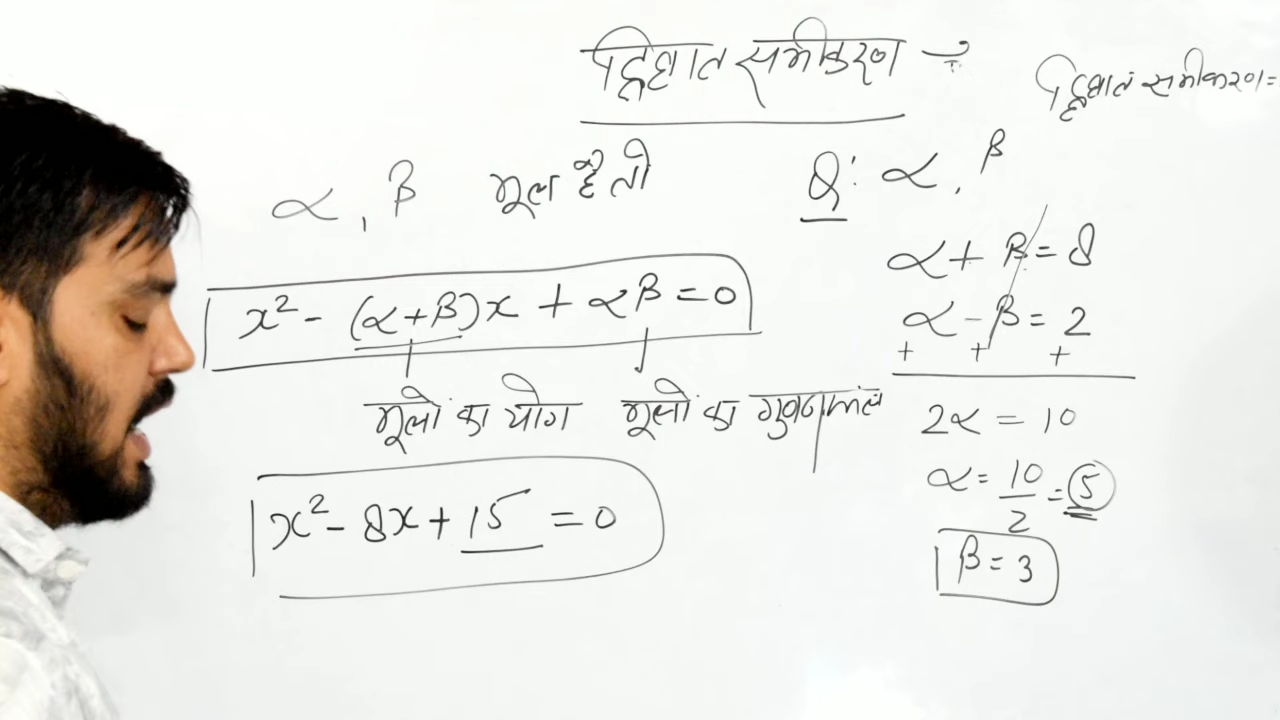 द्विघात समीकरण →
द्विघात समीकरण =
α, β मूल है तो
x² - (α+β)x + αβ = 0
मूलो का योग मूलो का गुणनफल
x² - 8x + 15 = 0
Q: α, β
α + β = 8
α - β = 2
+ + +
2α = 10
α = 10/2 = 5
β = 3